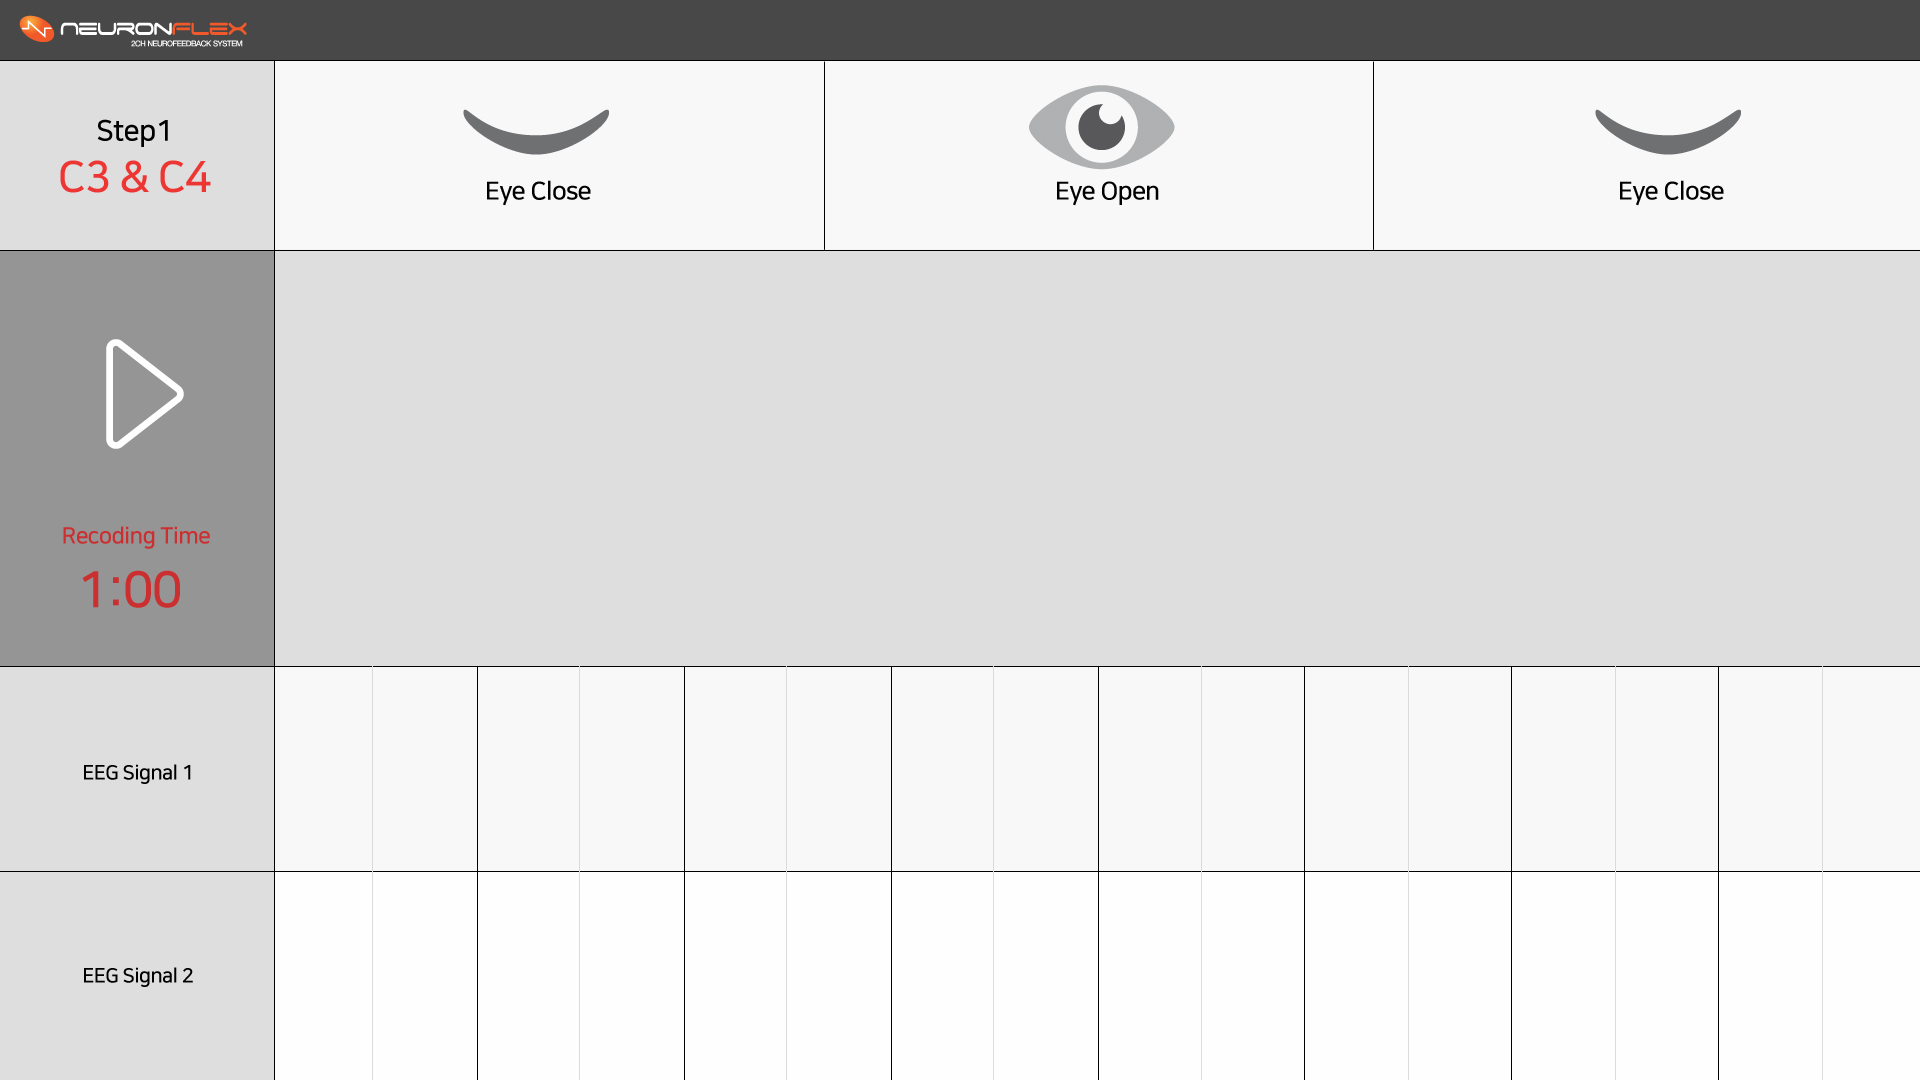 NEURONFLEX
2CH NEUROFEEDBACK SYSTEM
Step1
C3 & C4
Eye Close
Eye Open
Eye Close
Recoding Time
1:00
EEG Signal 1
EEG Signal 2